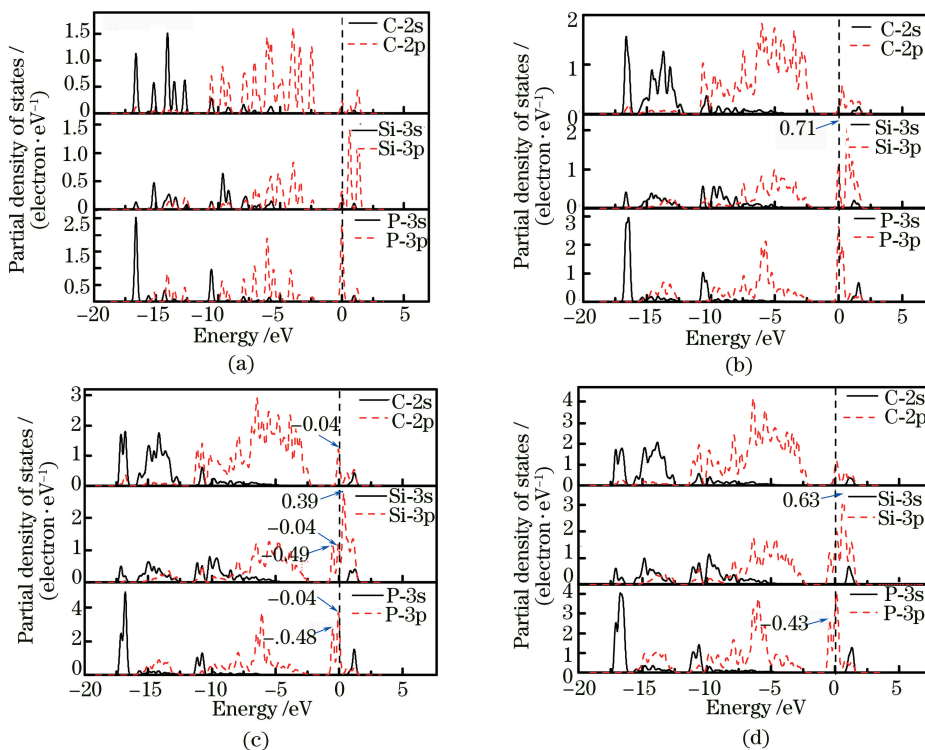 (a)
Partial density of states /
(electron·eV⁻¹)
1.5
1.0
0.5
0
C-2s
C-2p
1.5
1.0
0.5
0
Si-3s
Si-3p
2.5
1.5
0.5
P-3s
P-3p
−20 −15 −10 −5 0 5
Energy /eV
(a)
(b)
Partial density of states /
(electron·eV⁻¹)
2
1
0
C-2s
C-2p
0.71
2
1
0
Si-3s
Si-3p
3
2
1
0
P-3s
P-3p
−20 −15 −10 −5 0 5
Energy /eV
(b)
Partial density of states /
(electron·eV⁻¹)
3
2
1
0
C-2s
C-2p
−0.04
2
1
0
Si-3s
Si-3p
0.39
−0.04
−0.49
4
2
0
P-3s
P-3p
−0.04
−.0.48
−20 −15 −10 −5 0 5
Energy /eV
(c)
Partial density of states /
(electron·eV⁻¹)
4
3
2
1
0
C-2s
C-2p
3
2
1
0
Si-3s
Si-3p
0.63
4
3
2
1
0
P-3s
P-3p
−0.43
−20 −15 −10 −5 0 5
Energy /eV
(d)